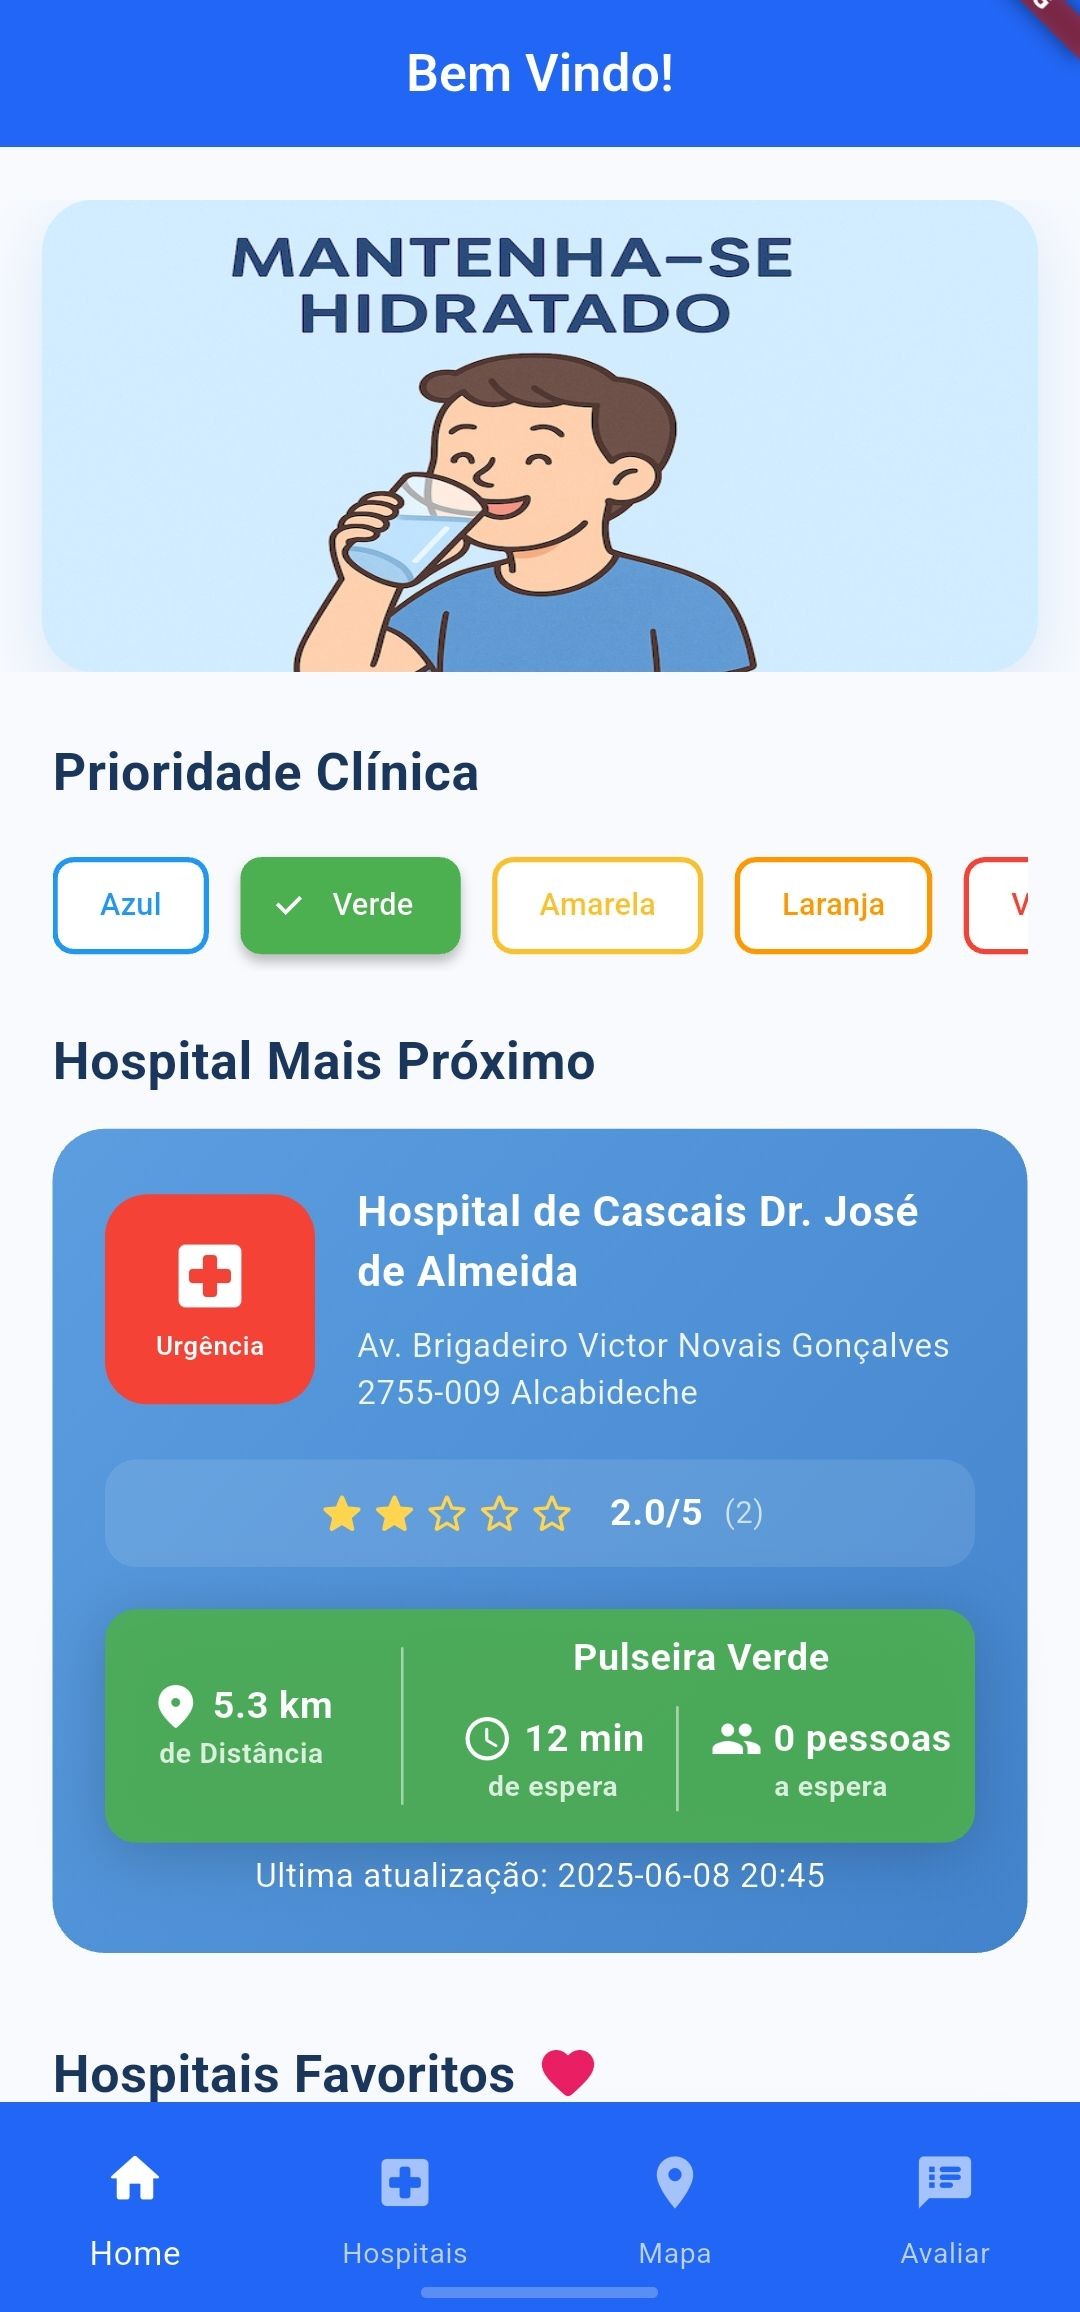 Bem Vindo!
MANTENHA-SE
HIDRATADO
Prioridade Clínica
Azul
Verde
Amarela
Laranja
Hospital Mais Próximo
Urgência
Hospital de Cascais Dr. José
de Almeida
Av. Brigadeiro Victor Novais Gonçalves
2755-009 Alcabideche
2.0/5 (2)
Pulseira Verde
5.3 km
de Distância
12 min
de espera
0 pessoas
a espera
Ultima atualização: 2025-06-08 20:45
Hospitais Favoritos
Home
Hospitais
Mapa
Avaliar